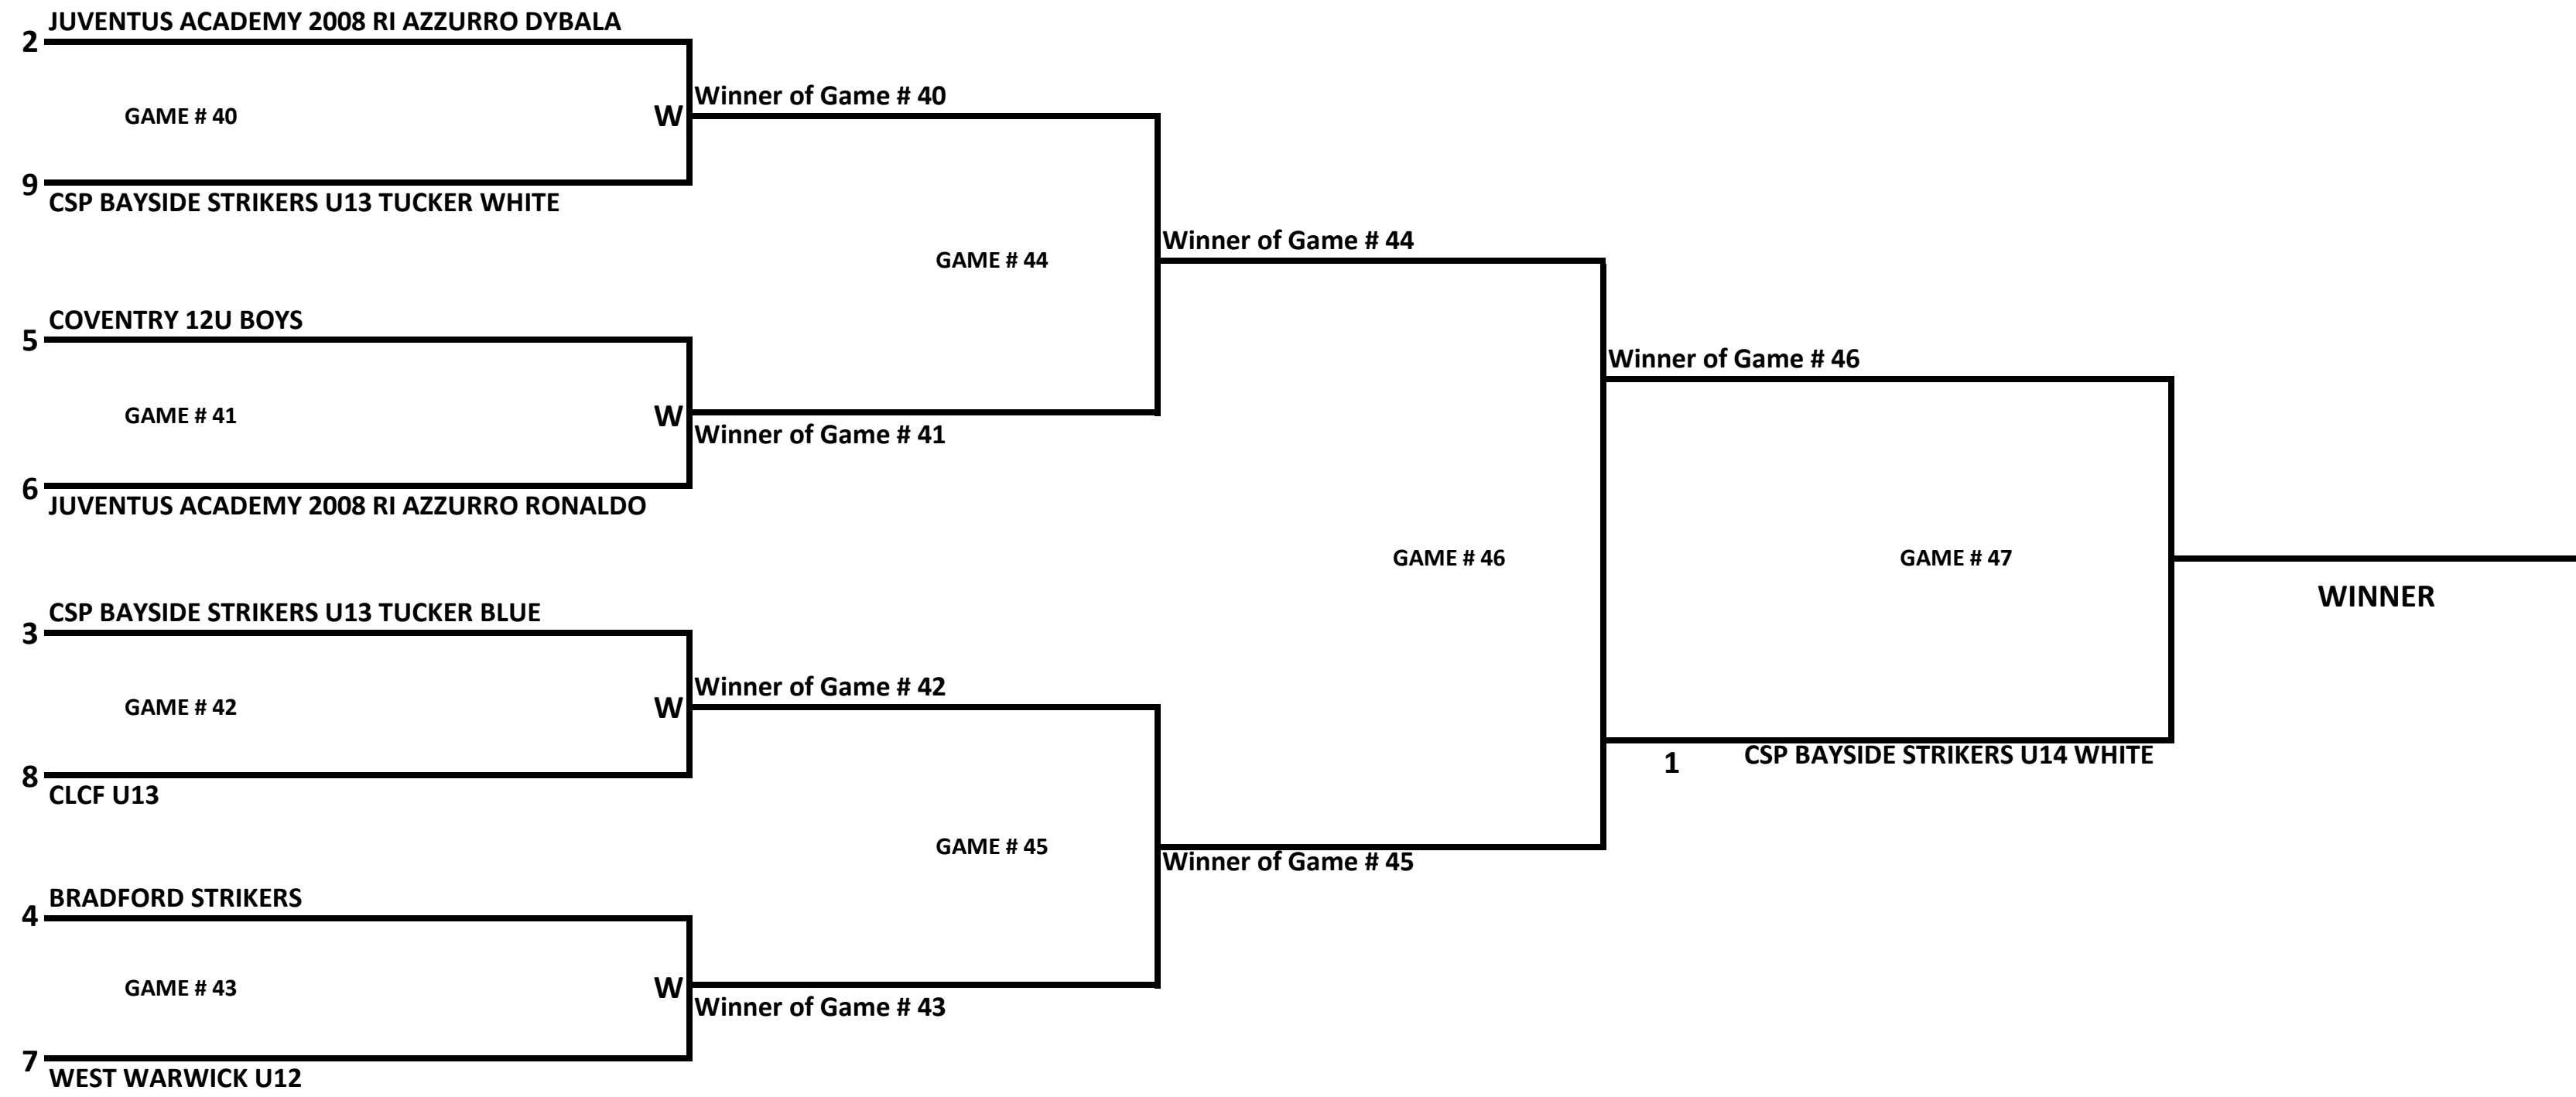 JUVENTUS ACADEMY 2008 RI AZZURRO DYBALA
2
GAME # 40
W
Winner of Game # 40
9
CSP BAYSIDE STRIKERS U13 TUCKER WHITE
GAME # 44
Winner of Game # 44
COVENTRY 12U BOYS
5
GAME # 41
W
Winner of Game # 41
6
JUVENTUS ACADEMY 2008 RI AZZURRO RONALDO
Winner of Game # 46
GAME # 46
GAME # 47
WINNER
CSP BAYSIDE STRIKERS U13 TUCKER BLUE
3
GAME # 42
W
Winner of Game # 42
8
CLCF U13
1
CSP BAYSIDE STRIKERS U14 WHITE
GAME # 45
Winner of Game # 45
BRADFORD STRIKERS
4
GAME # 43
W
Winner of Game # 43
7
WEST WARWICK U12